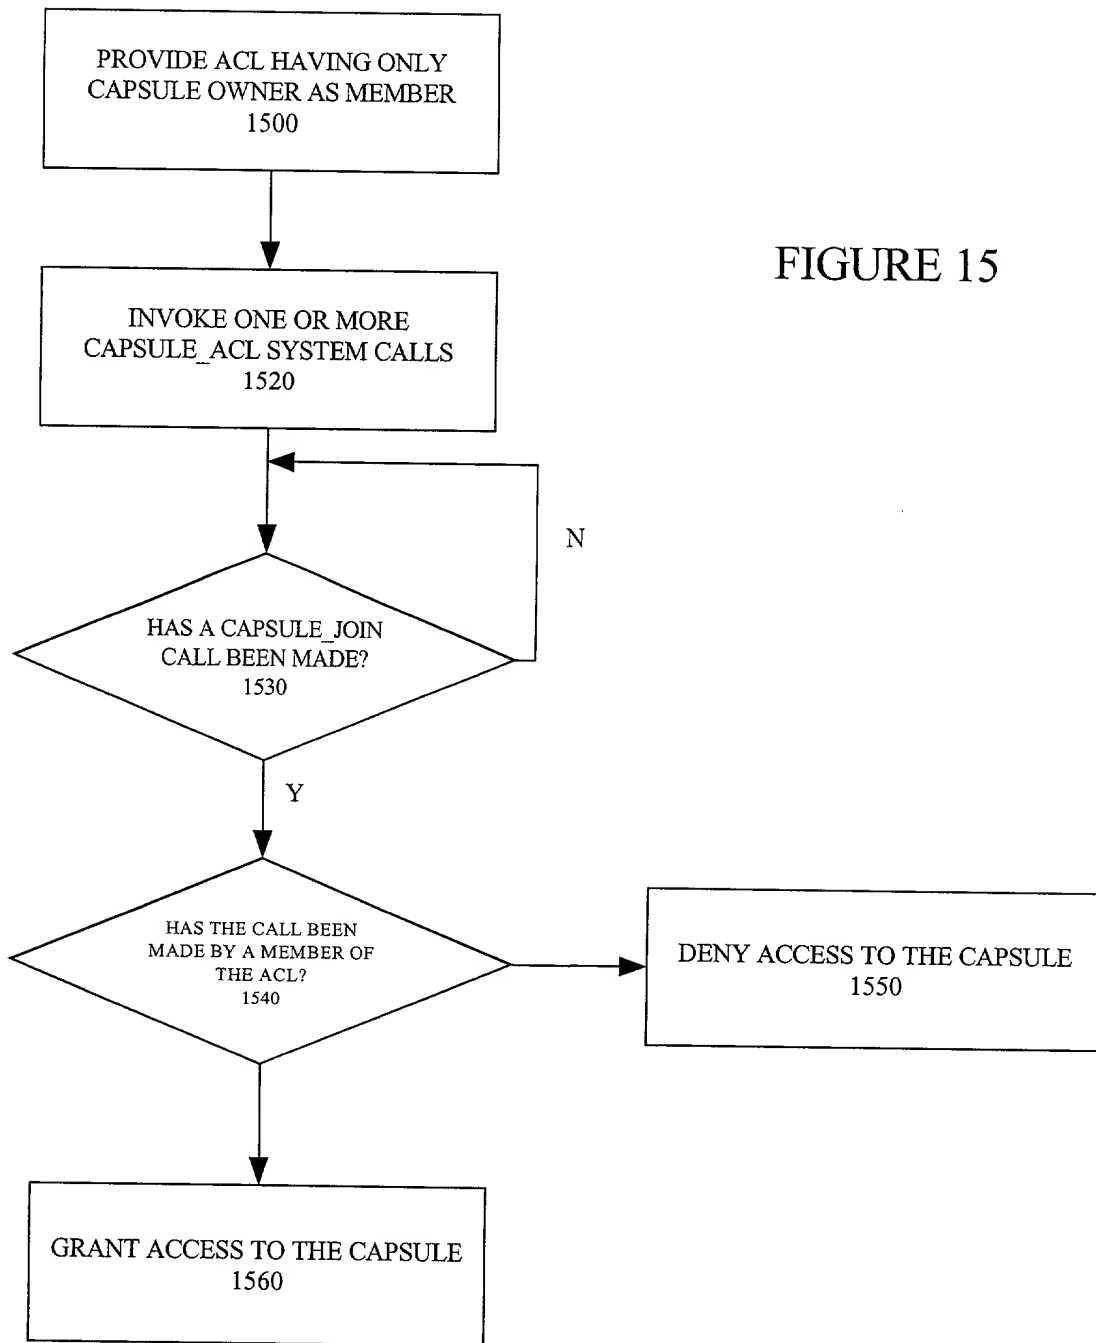 PROVIDE ACL HAVING ONLY
CAPSULE OWNER AS MEMBER
1500
FIGURE 15
INVOKE ONE OR MORE
CAPSULE_ACL SYSTEM CALLS
1520
N
HAS A CAPSULE_JOIN
CALL BEEN MADE?
1530
Y
HAS THE CALL BEEN
MADE BY A MEMBER OF
THE ACL?
1540
DENY ACCESS TO THE CAPSULE
1550
GRANT ACCESS TO THE CAPSULE
1560